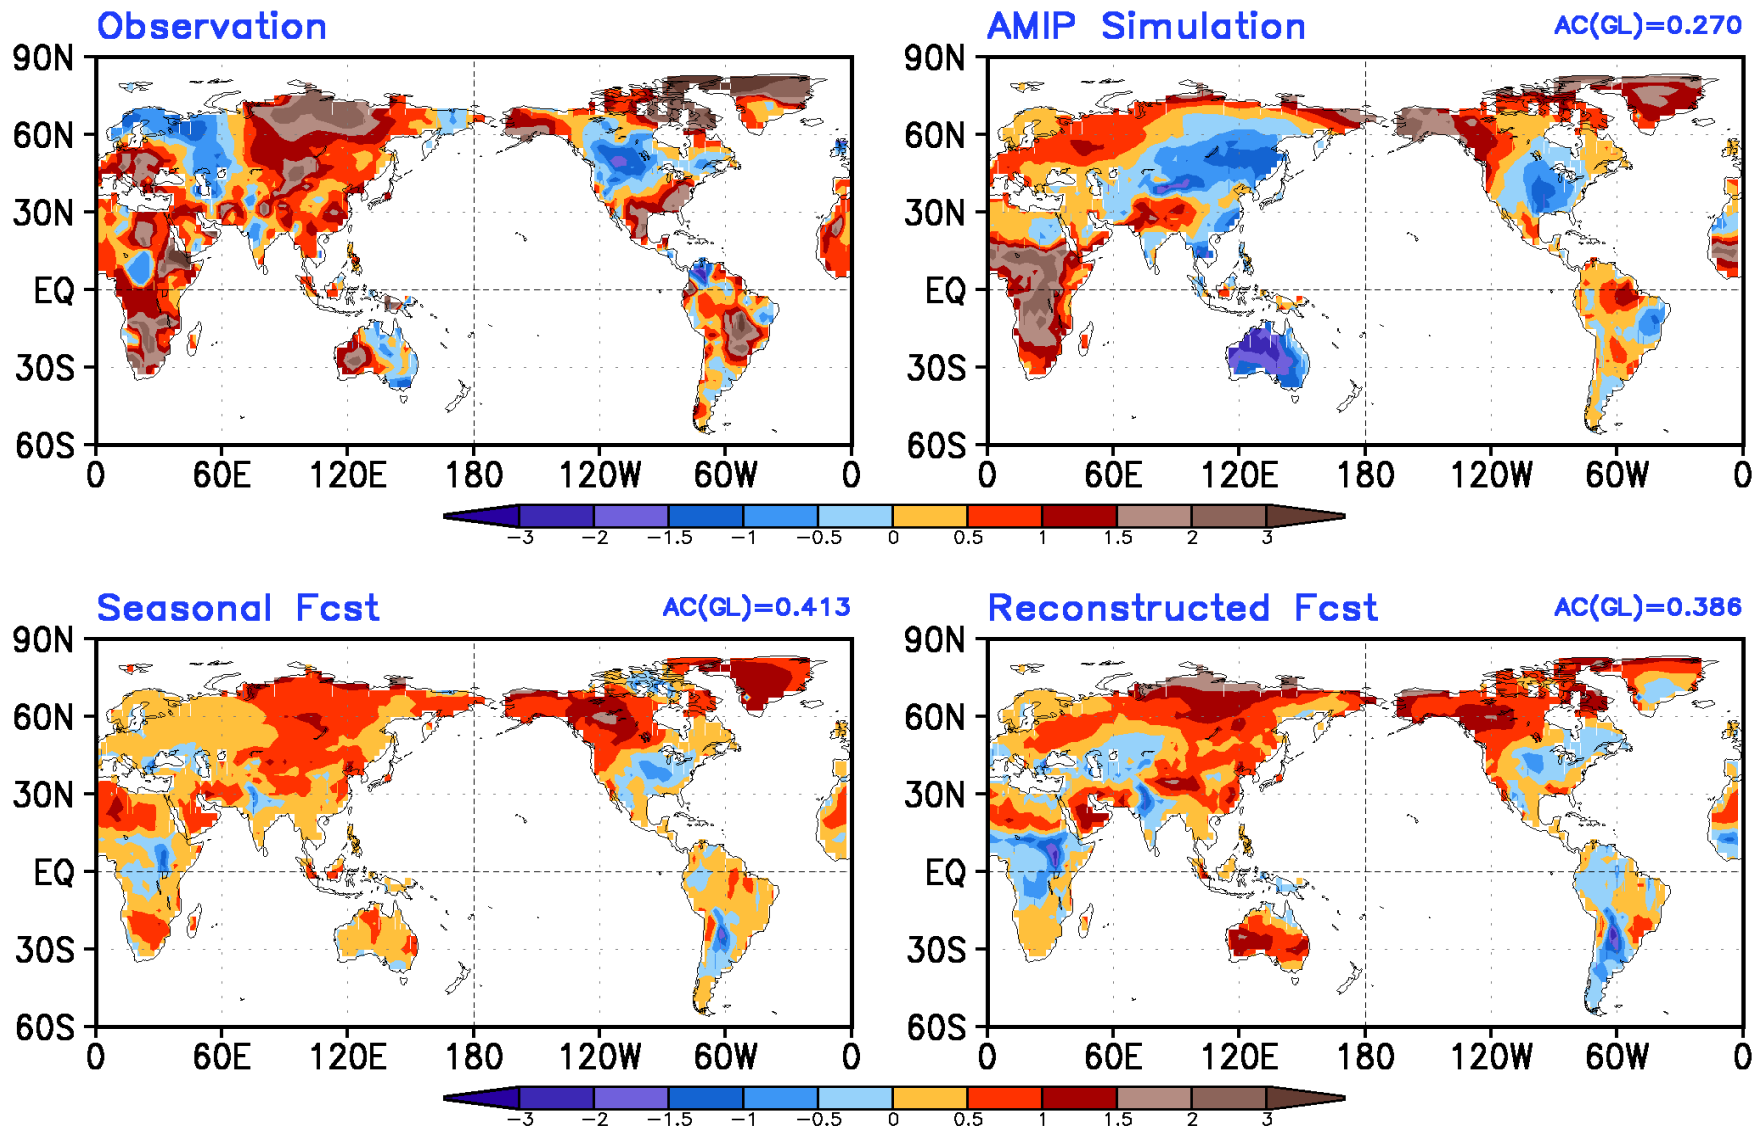 Observation
AMIP Simulation AC(GL)=0.270
90N
60N
30N
EQ
30S
60S
0 60E 120E 180 120W 60W 0
90N
60N
30N
EQ
30S
60S
0 60E 120E 180 120W 60W 0
-3 -2 -1.5 -1 -0.5 0 0.5 1 1.5 2 3
Seasonal Fcst AC(GL)=0.413
Reconstructed Fcst AC(GL)=0.386
90N
60N
30N
EQ
30S
60S
0 60E 120E 180 120W 60W 0
90N
60N
30N
EQ
30S
60S
0 60E 120E 180 120W 60W 0
-3 -2 -1.5 -1 -0.5 0 0.5 1 1.5 2 3